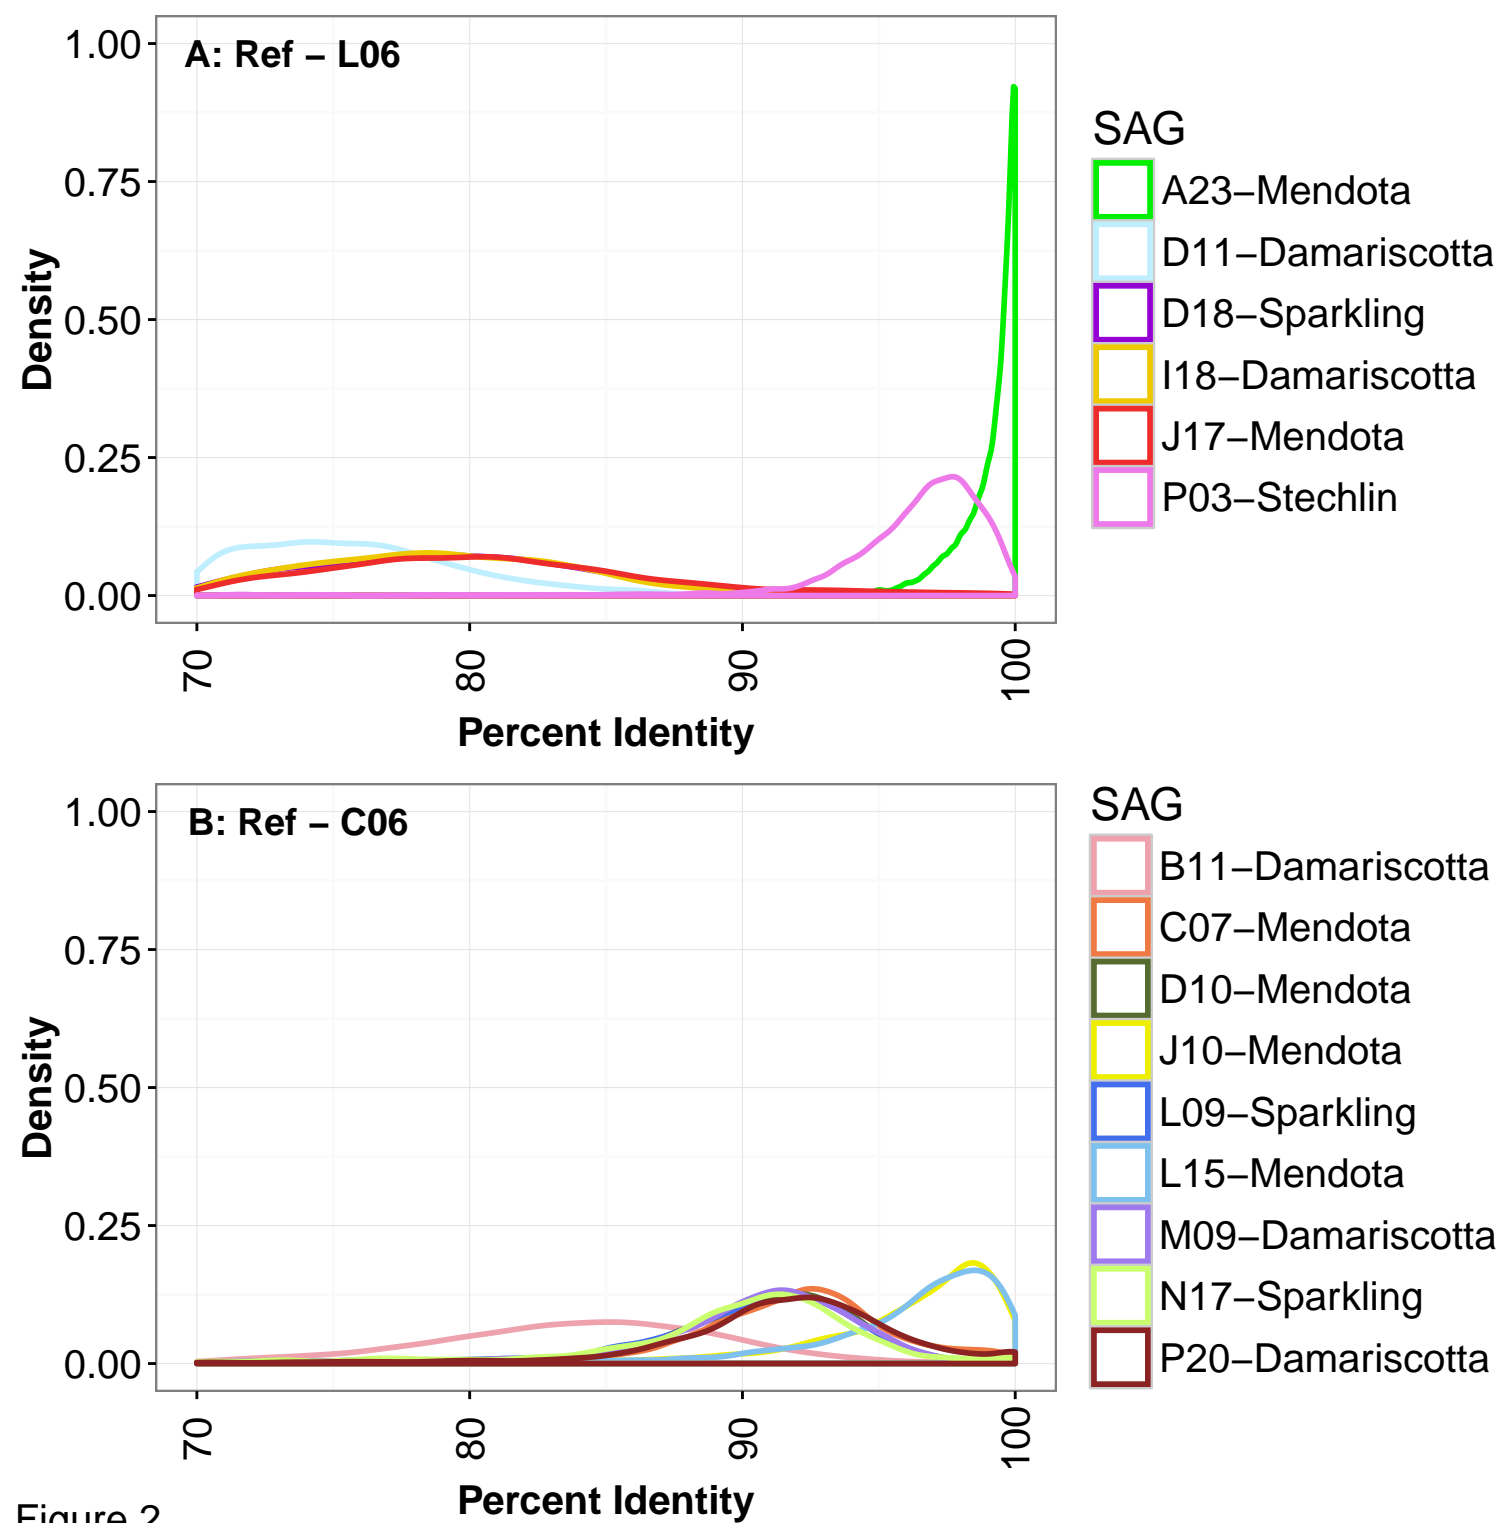 A: Ref – L06
1.00
0.75
0.50
0.25
0.00
Density
70
80
90
100
Percent Identity
SAG
A23–Mendota
D11–Damariscotta
D18–Sparkling
I18–Damariscotta
J17–Mendota
P03–Stechlin
B: Ref – C06
1.00
0.75
0.50
0.25
0.00
Density
70
80
90
100
Percent Identity
SAG
B11–Damariscotta
C07–Mendota
D10–Mendota
J10–Mendota
L09–Sparkling
L15–Mendota
M09–Damariscotta
N17–Sparkling
P20–Damariscotta
Figure 2